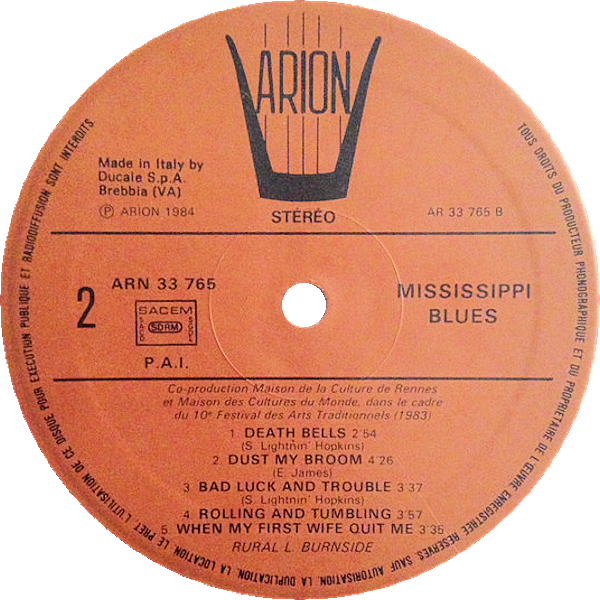 ARION
Made in Italy by
Ducale S.p.A.
Brebbia (VA)
Ⓟ ARION 1984
STÉRÉO
AR 33 765 B
2
ARN 33 765
SACEM
SACD
SDRM
SGDL
P.A.I.
MISSISSIPPI
BLUES
Co-production Maison de la Culture de Rennes
et Maison des Cultures du Monde, dans le cadre
du 10e Festival des Arts Traditionnels (1983)
1. DEATH BELLS 2'54
(S. Lightnin' Hopkins)
2. DUST MY BROOM 4'26
(E. James)
3. BAD LUCK AND TROUBLE 3'37
(S. Lightnin' Hopkins)
4. ROLLING AND TUMBLING 3'57
5. WHEN MY FIRST WIFE QUIT ME 3'35
RURAL L. BURNSIDE
TOUS DROITS DU PRODUCTEUR PHONOGRAPHIQUE ET DU PROPRIETAIRE DE L'ŒUVRE ENREGISTREE RESERVES. SAUF AUTORISATION, LA DUPLICATION, LA LOCATION, LE PRET, L'UTILISATION DE CE DISQUE POUR EXECUTION PUBLIQUE ET RADIODIFFUSION SONT INTERDITS.